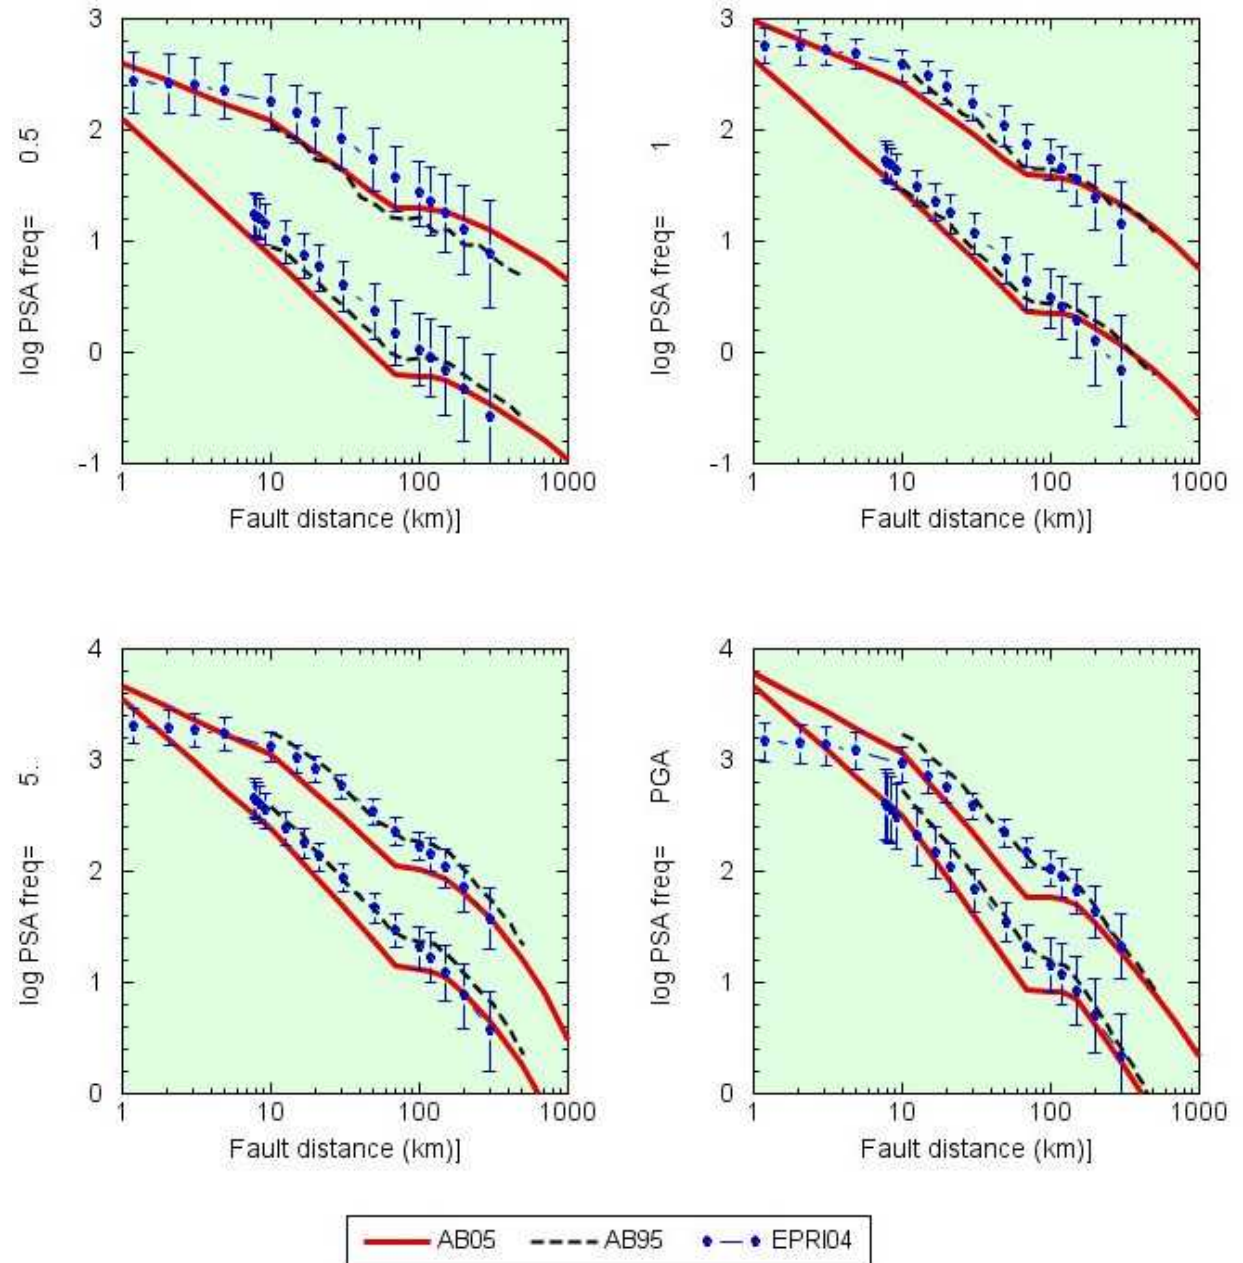 3 3
2 2
log PSA freq= 0.5 log PSA freq= 1
1 1
0 0
-1 -1
1 10 100 1000 1 10 100 1000
Fault distance (km)] Fault distance (km)]
4 4
3 3
log PSA freq= 5.. log PSA freq= PGA
2 2
1 1
0 0
1 10 100 1000 1 10 100 1000
Fault distance (km)] Fault distance (km)]
AB05 AB95 EPRI04